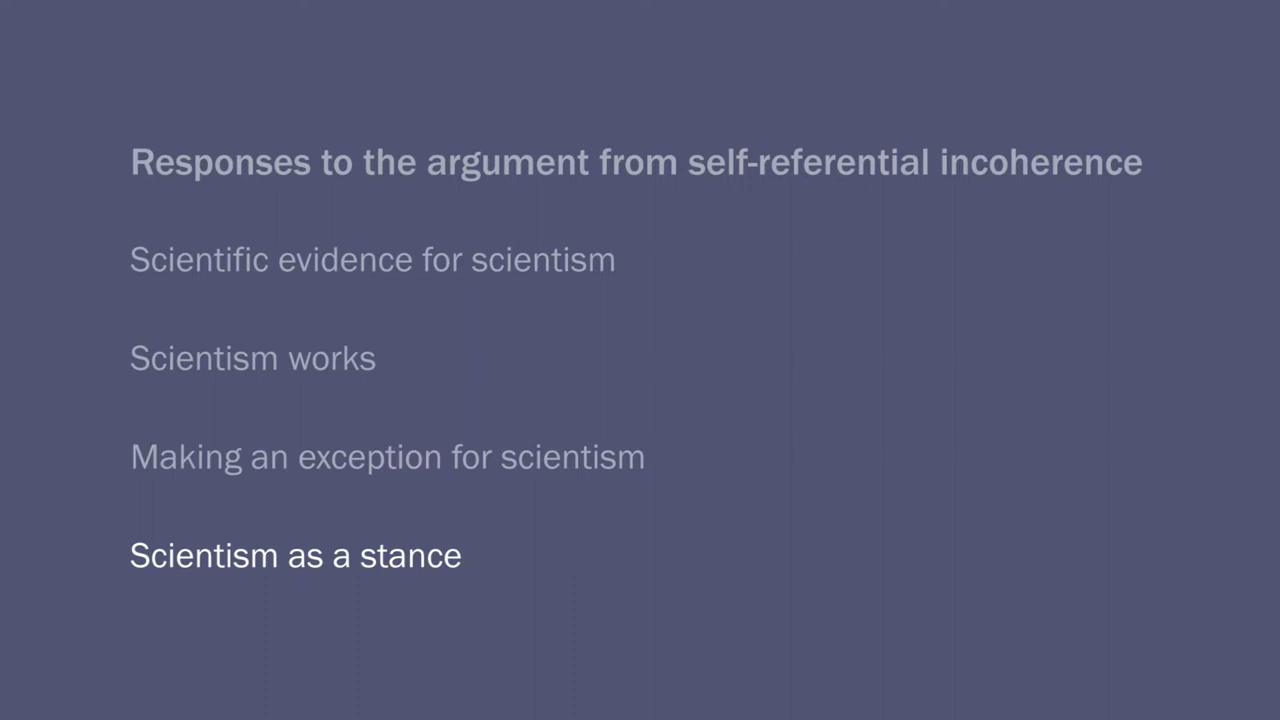 Responses to the argument from self-referential incoherence
Scientific evidence for scientism
Scientism works
Making an exception for scientism
Scientism as a stance